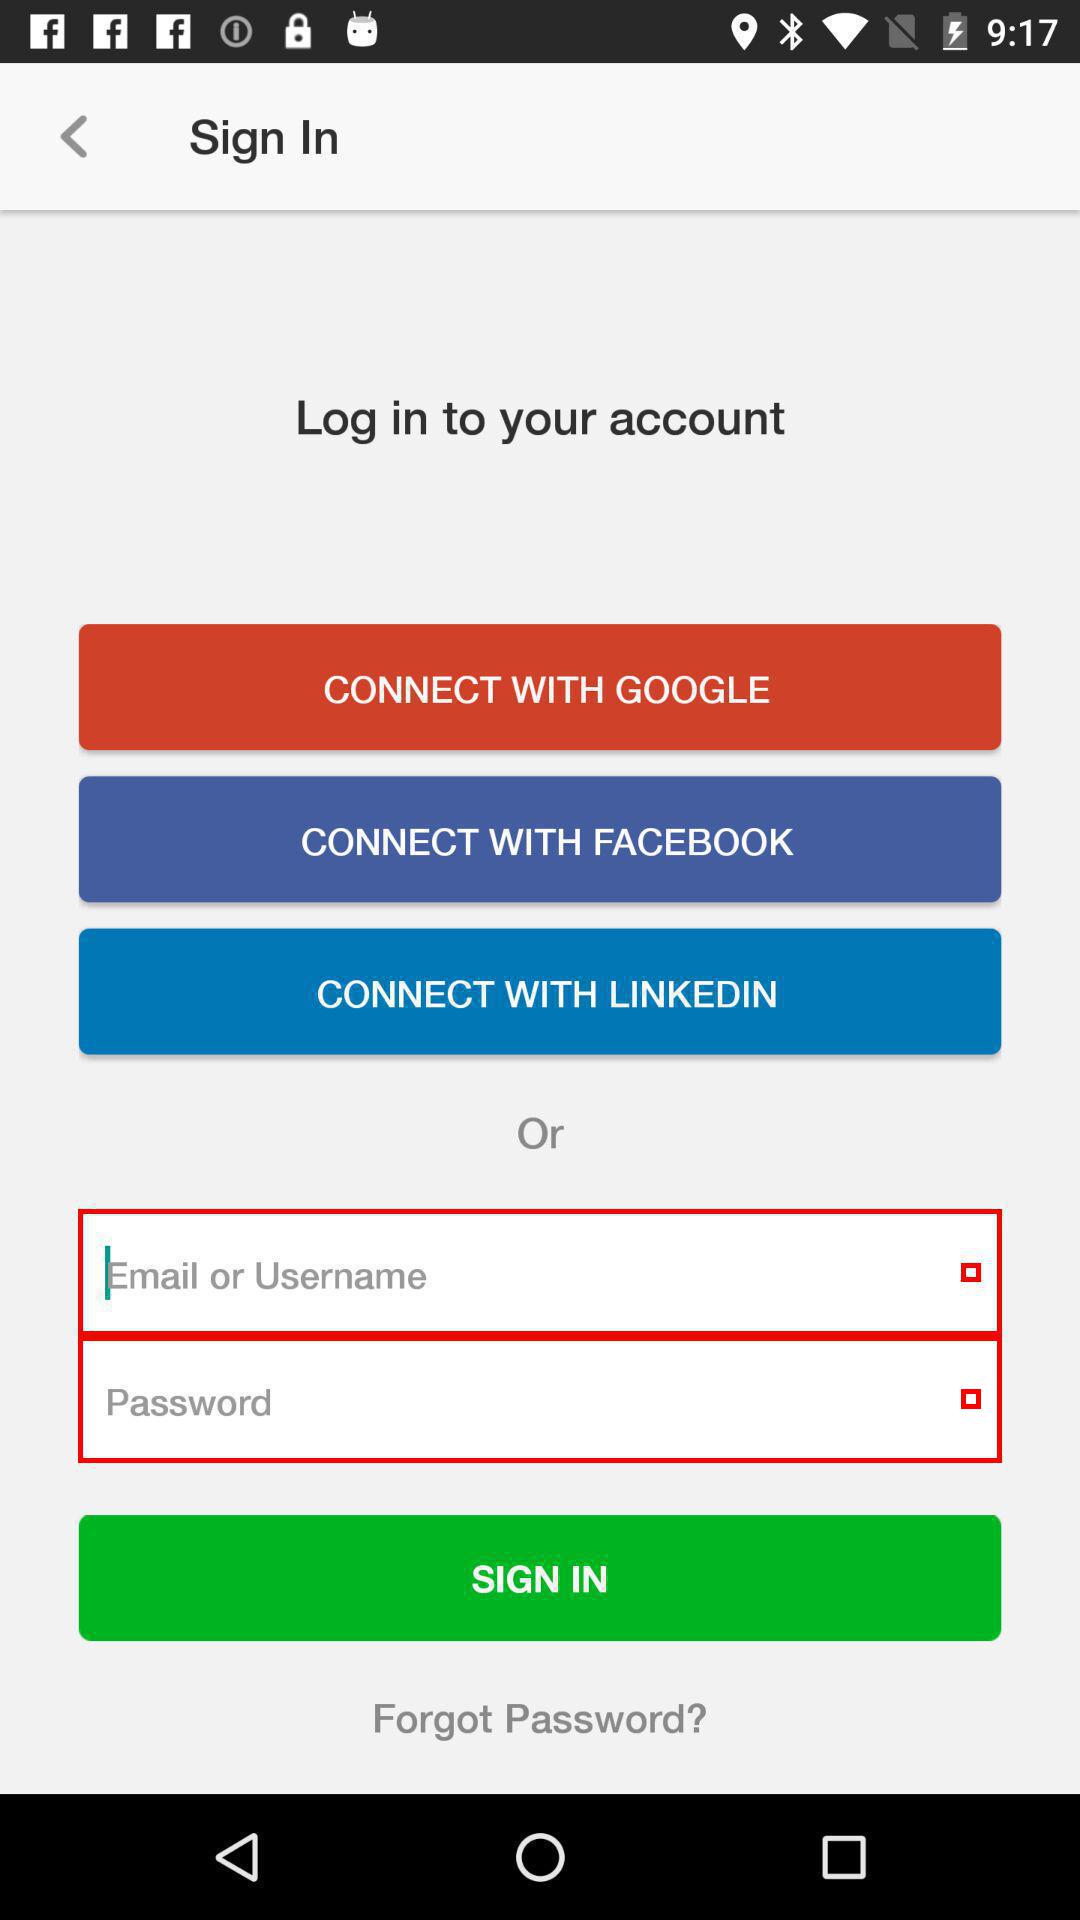 9:17
Sign In
Log in to your account
CONNECT WITH GOOGLE
CONNECT WITH FACEBOOK
CONNECT WITH LINKEDIN
Or
Email or Username
Password
SIGN IN
Forgot Password?